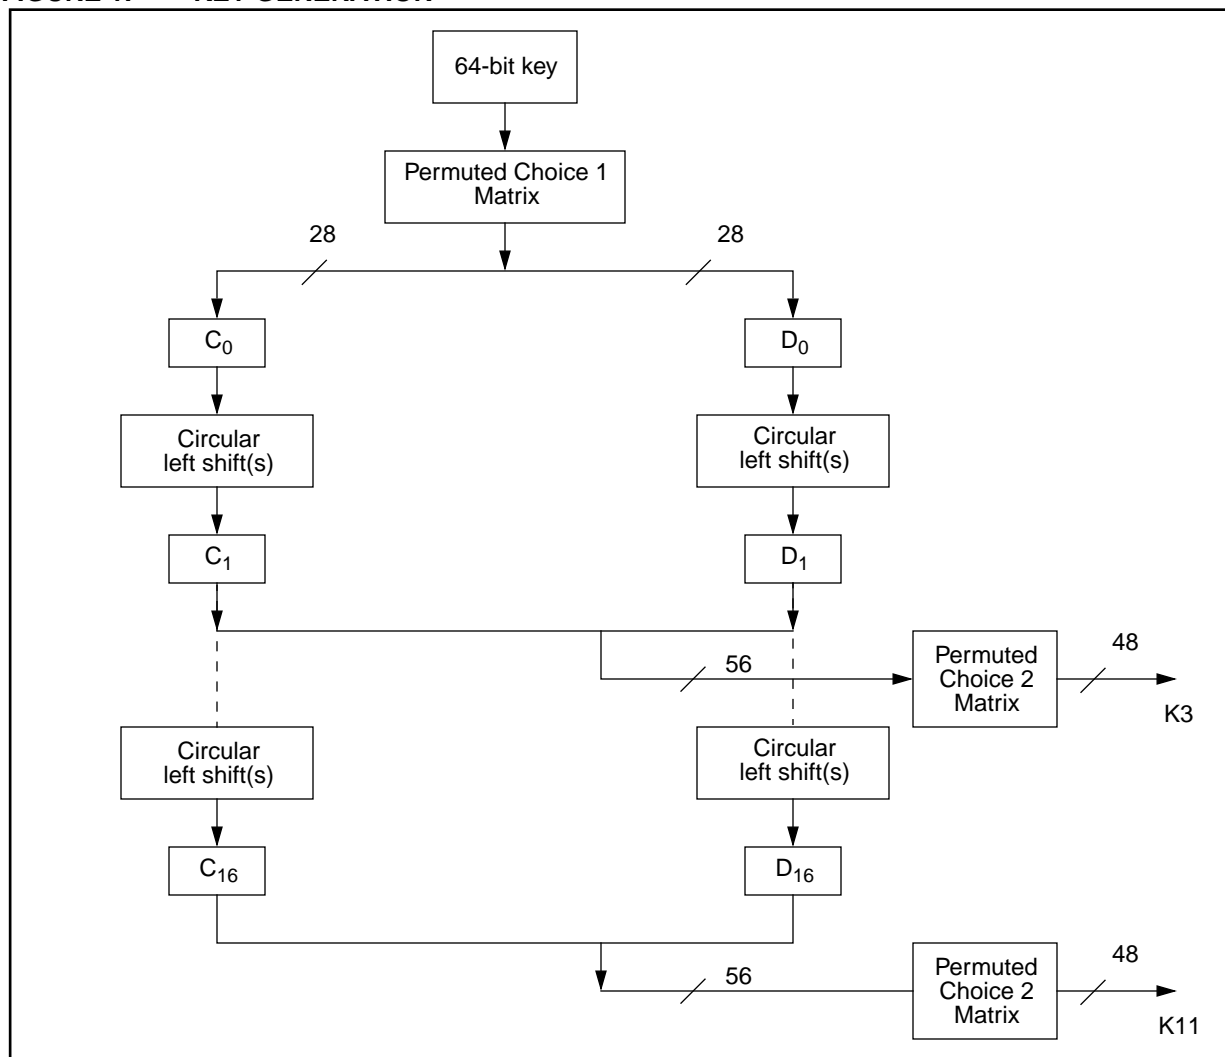 64-bit key
Permuted Choice 1
Matrix
28
28
C0
D0
Circular
left shift(s)
Circular
left shift(s)
C1
D1
56
Permuted
Choice 2
Matrix
48
K3
Circular
left shift(s)
Circular
left shift(s)
C16
D16
56
Permuted
Choice 2
Matrix
48
K11